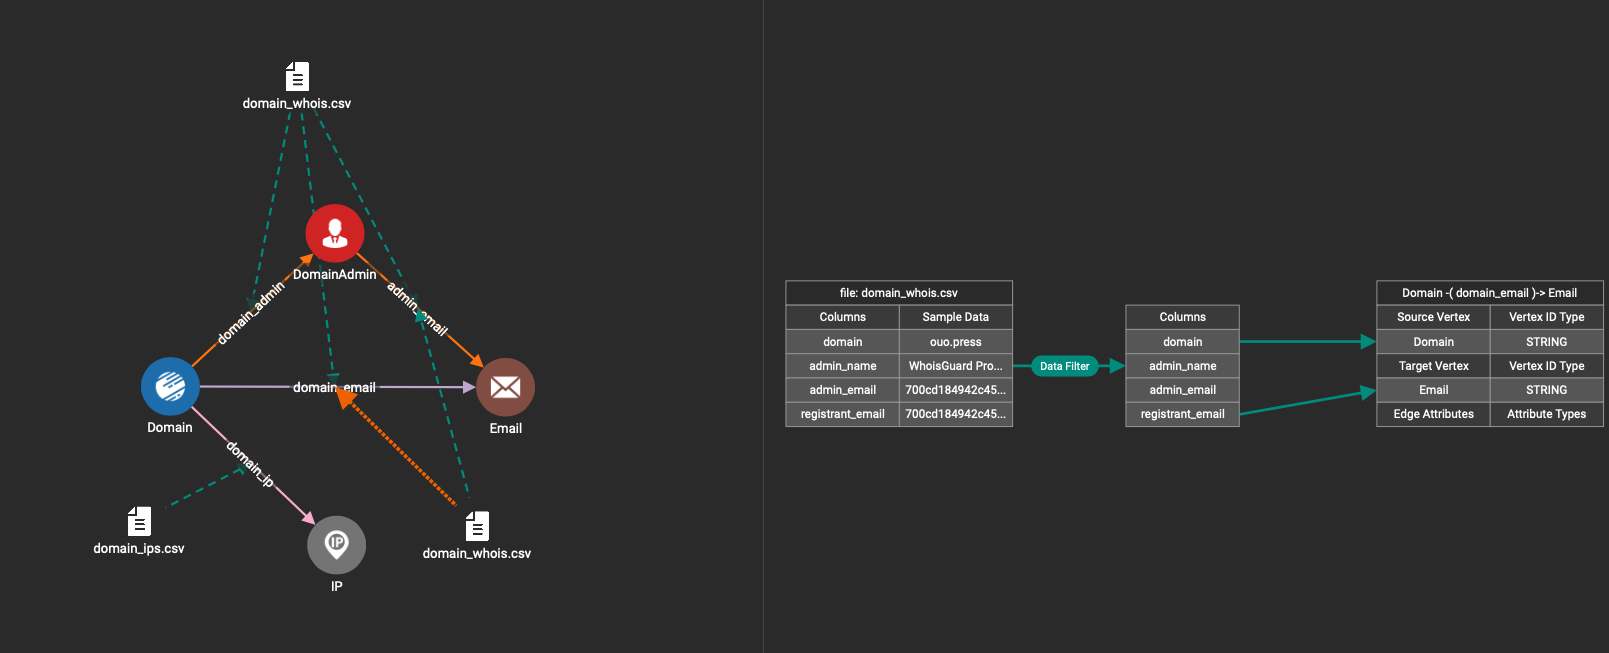 domain_whois.csv
DomainAdmin
domain_admin
admin_email
domain_email
Domain
Email
domain_ip
domain_ips.csv
IP
IP
domain_whois.csv
file: domain_whois.csv
Columns Sample Data
domain ouo.press
admin_name WhoisGuard Pro...
admin_email 700cd184942c45...
registrant_email 700cd184942c45...
Data Filter
Columns
domain
admin_name
admin_email
registrant_email
Domain -( domain_email )-> Email
Source Vertex Vertex ID Type
Domain STRING
Target Vertex Vertex ID Type
Email STRING
Edge Attributes Attribute Types